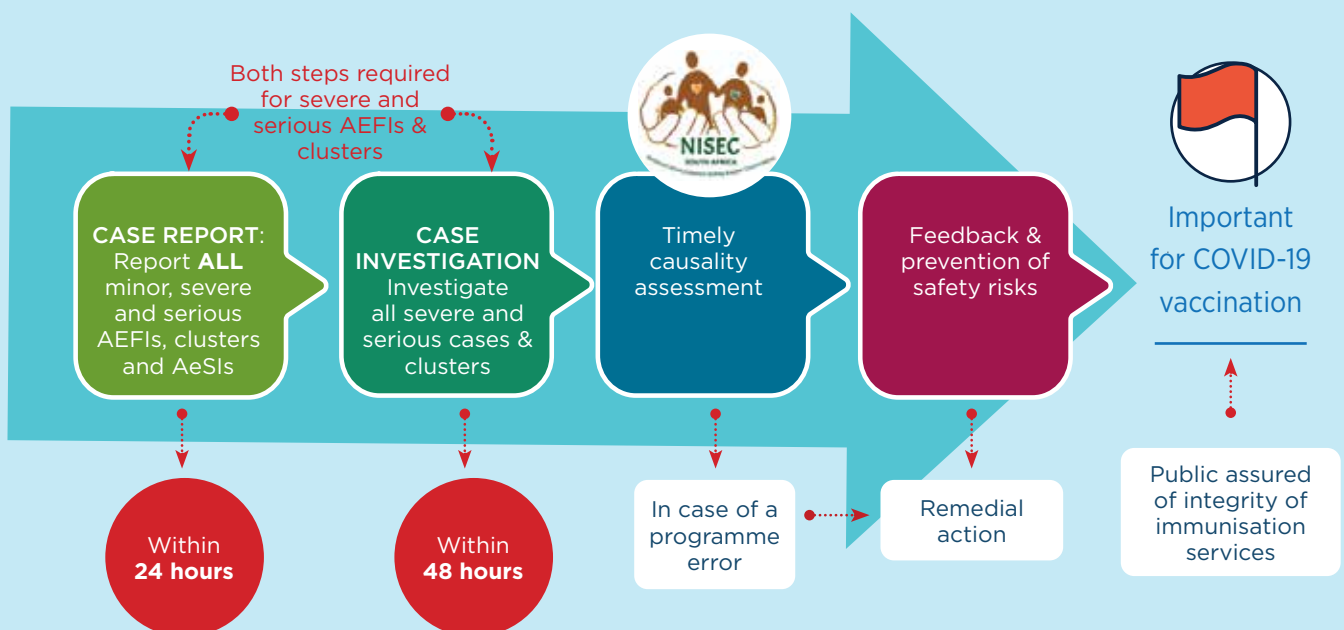 Both steps required
for severe and
serious AEFIs &
clusters
NISEC
SOUTH AFRICA
CASE REPORT:
Report ALL
minor, severe
and serious
AEFIs, clusters
and AeSIs
CASE
INVESTIGATION
Investigate
all severe and
serious cases &
clusters
Timely
causality
assessment
Feedback &
prevention of
safety risks
Important
for COVID-19
vaccination
Within
24 hours
Within
48 hours
In case of a
programme
error
Remedial
action
Public assured
of integrity of
immunisation
services